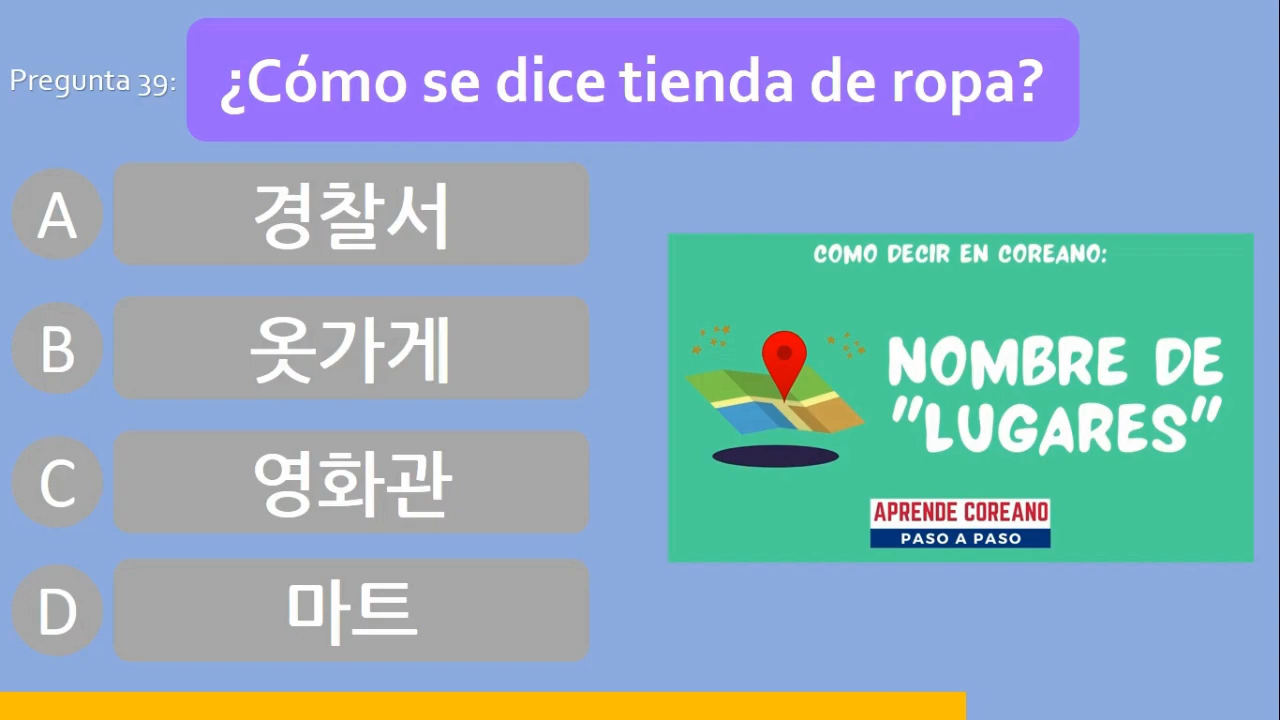 Pregunta 39:
¿Cómo se dice tienda de ropa?
A
경찰서
B
옷가게
C
영화관
D
마트
COMO DECIR EN COREANO:
NOMBRE DE
"LUGARES"
APRENDE COREANO
PASO A PASO